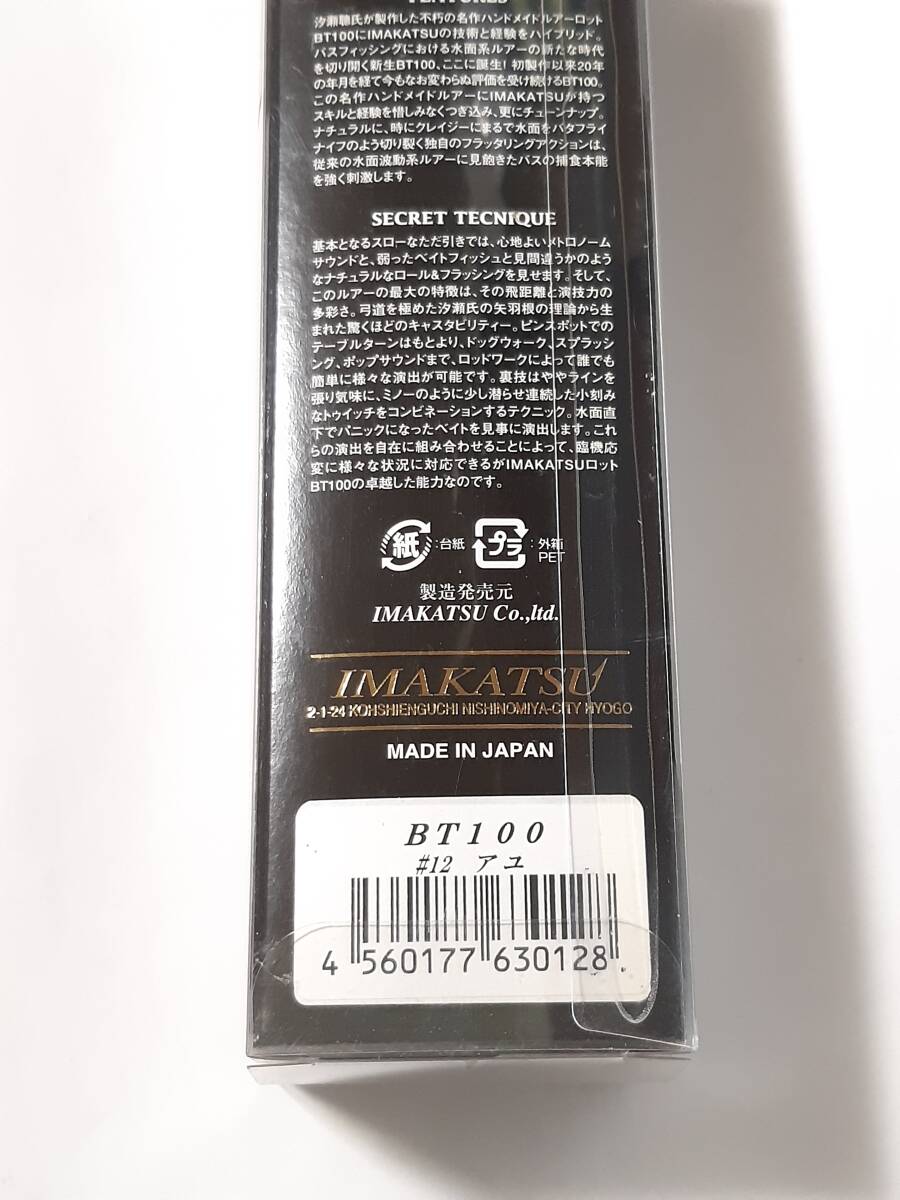 FEATURES
汐瀬聴氏が製作した不朽の名作ハンドメイドルアーロット
BT100にIMAKATSUの技術と経験をハイブリッド。
バスフィッシングにおける水面系ルアーの新たな時代
を切り開く新生BT100、ここに誕生！初製作以来20年
の年月を経て今もなお変わらぬ評価を受け続けるBT100。
この名作ハンドメイドルアーにIMAKATSUが持つ
スキルと経験を惜しみなくつぎ込み、更にチューンナップ。
ナチュラルに、時にクレイジーにまるで水面をバタフライ
ナイフのよう切り裂く独自のフラッタリングアクションは、
従来の水面波動系ルアーに見飽きたバスの捕食本能
を強く刺激します。
SECRET TECNIQUE
基本となるスローなただ引きでは、心地よいメトロノーム
サウンドと、弱ったベイトフィッシュと見間違うかのよう
なナチュラルなロール&フラッシングを見せます。そして、
このルアーの最大の特徴は、その飛距離と演技力の
多彩さ。弓道を極めた汐瀬氏の矢羽根の理論から生
まれた驚くほどのキャスタビリティー。ピンスポットでの
テーブルターンはもとより、ドッグウォーク、スプラッシ
ング、ポップサウンドまで、ロッドワークによって誰でも
簡単に様々な演出が可能です。裏技はややラインを
張り気味に、ミノーのように少し潜らせ連続した小刻み
なトゥイッチをコンビネーションするテクニック。水面直
下でパニックになったベイトを見事に演出します。これ
らの演出を自在に組み合わせることによって、臨機応
変に様々な状況に対応できるがIMAKATSUロット
BT100の卓越した能力なのです。
紙 :台紙 プラ :外箱
PET
製造発売元
IMAKATSU Co.,ltd.
IMAKATSU
2-1-24 KOHSHIENGUCHI NISHINOMIYA-CITY HYOGO
MADE IN JAPAN
BT100
#12 アユ
4 560177 630128